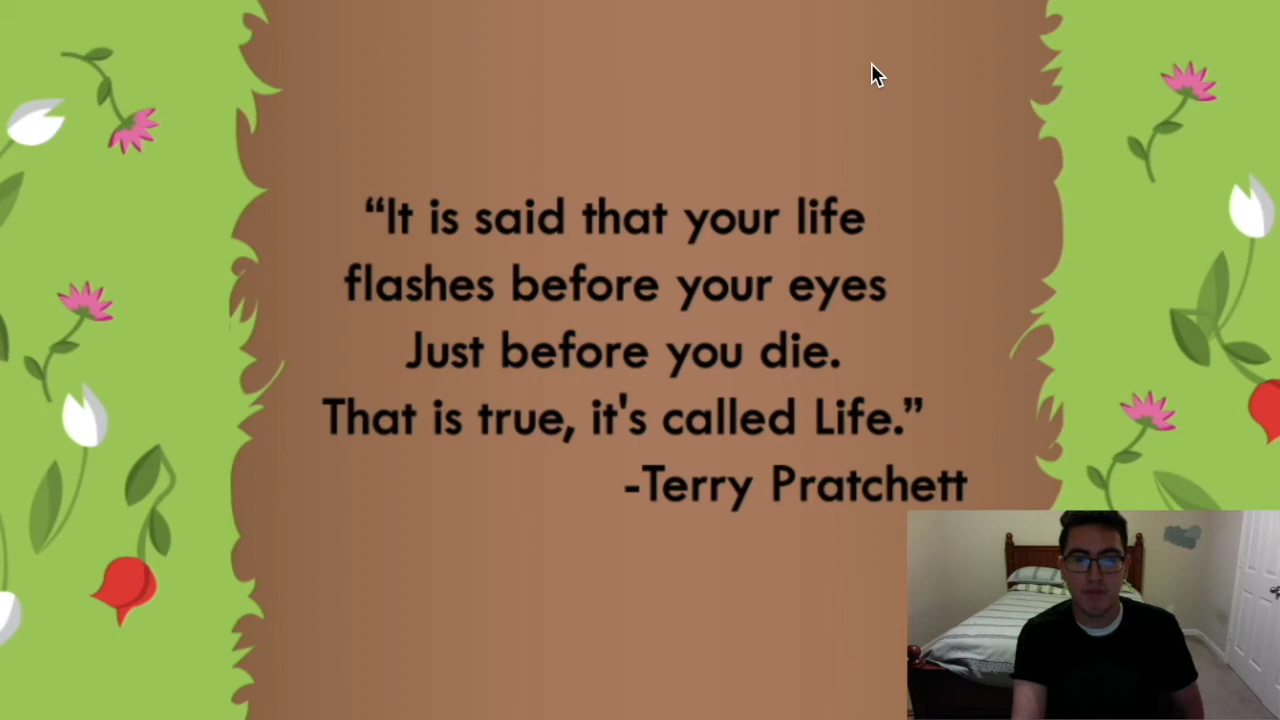 “It is said that your life
flashes before your eyes
Just before you die.
That is true, it's called Life.”
-Terry Pratchett